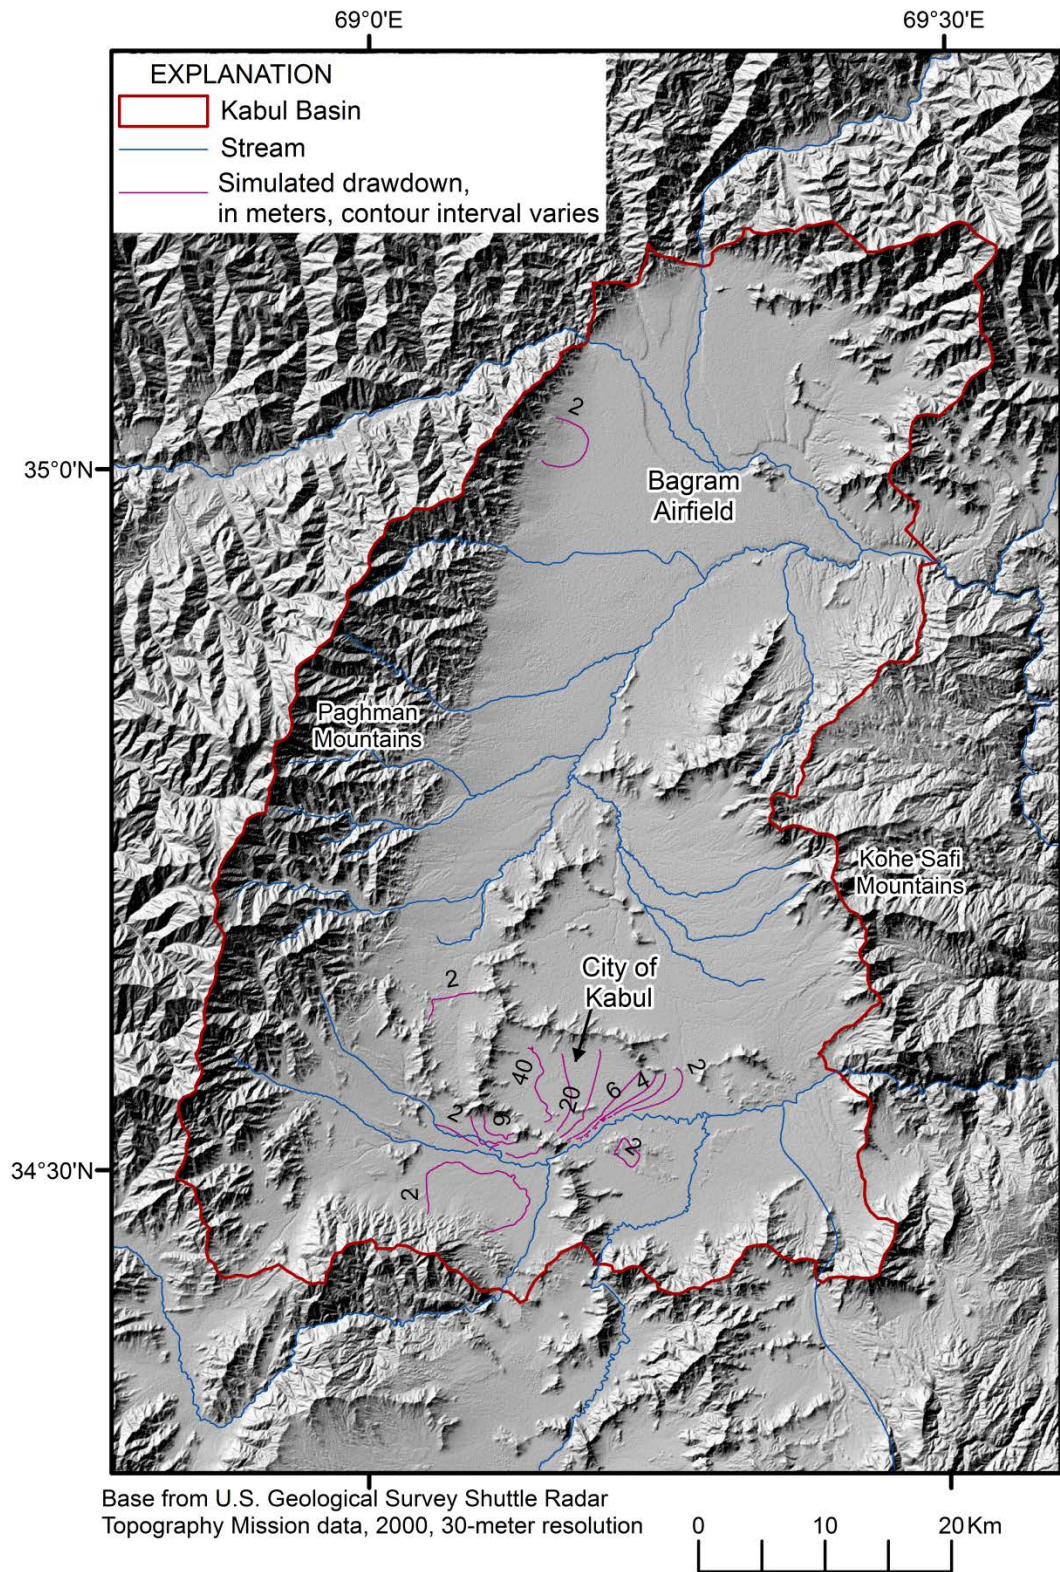 69°0'E
69°30'E
EXPLANATION
Kabul Basin
Stream
Simulated drawdown,
in meters, contour interval varies
2
35°0'N
Bagram
Airfield
Paghman
Mountains
Kohe Safi
Mountains
City of
Kabul
2
40
20
6
4
2
2
6
2
34°30'N
2
Base from U.S. Geological Survey Shuttle Radar
Topography Mission data, 2000, 30-meter resolution
0
10
20 Km